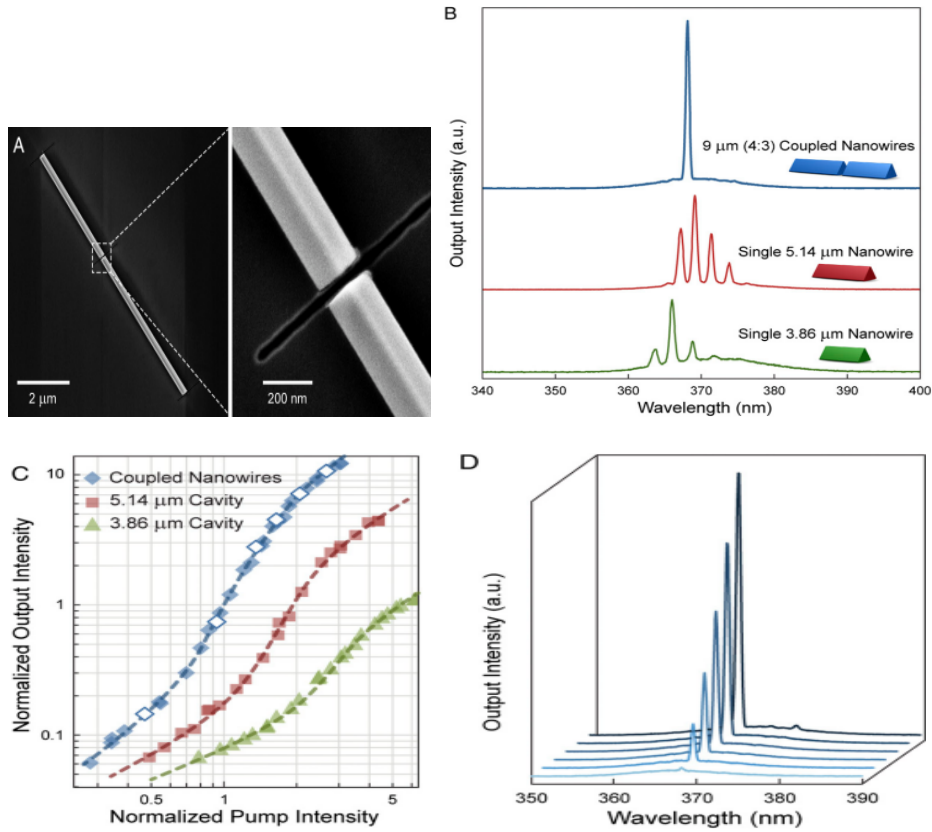 A
2 μm
200 nm
B
Output Intensity (a.u.)
9 μm (4:3) Coupled Nanowires
Single 5.14 μm Nanowire
Single 3.86 μm Nanowire
340 350 360 370 380 390 400
Wavelength (nm)
C
Normalized Output Intensity
10
1
0.1
Coupled Nanowires
5.14 μm Cavity
3.86 μm Cavity
0.5 1 2 5
Normalized Pump Intensity
D
Output Intensity (a.u.)
350 360 370 380 390
Wavelength (nm)